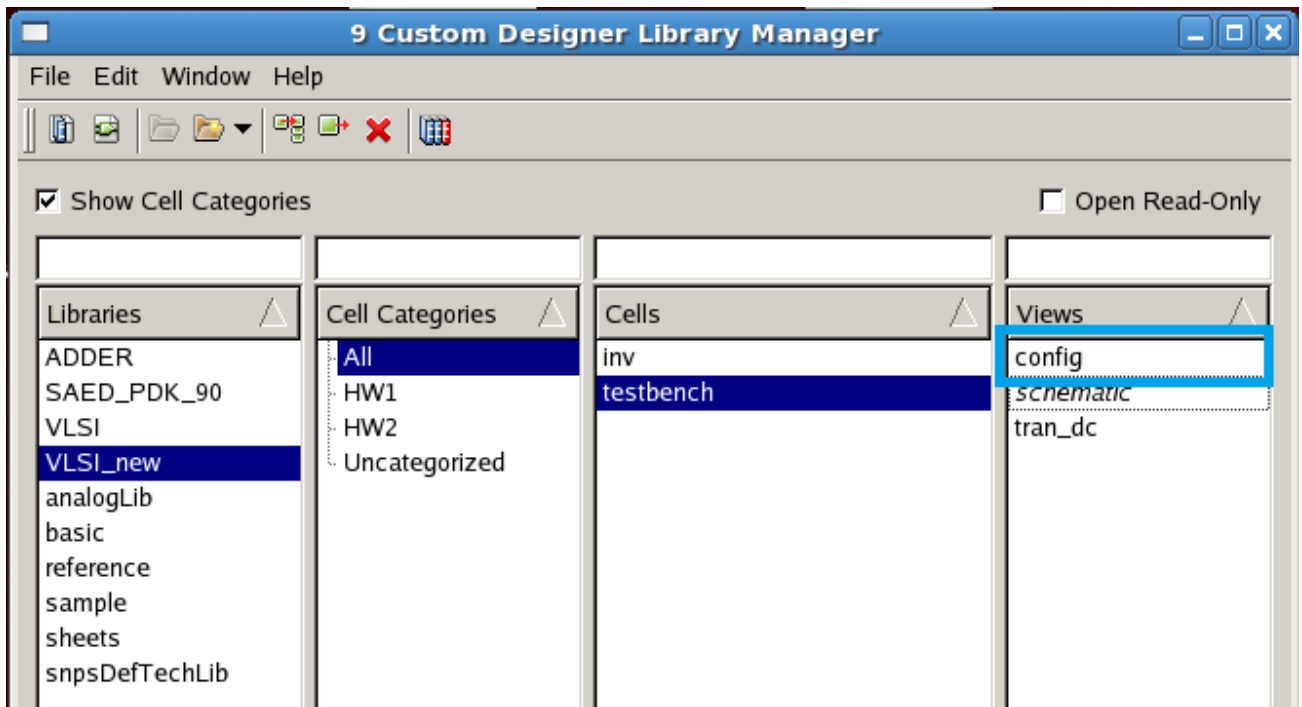 9 Custom Designer Library Manager
File Edit Window Help
Show Cell Categories
Open Read-Only
Libraries
ADDER
SAED_PDK_90
VLSI
VLSI_new
analogLib
basic
reference
sample
sheets
snpsDefTechLib
Cell Categories
All
HW1
HW2
Uncategorized
Cells
inv
testbench
Views
config
schematic
tran_dc